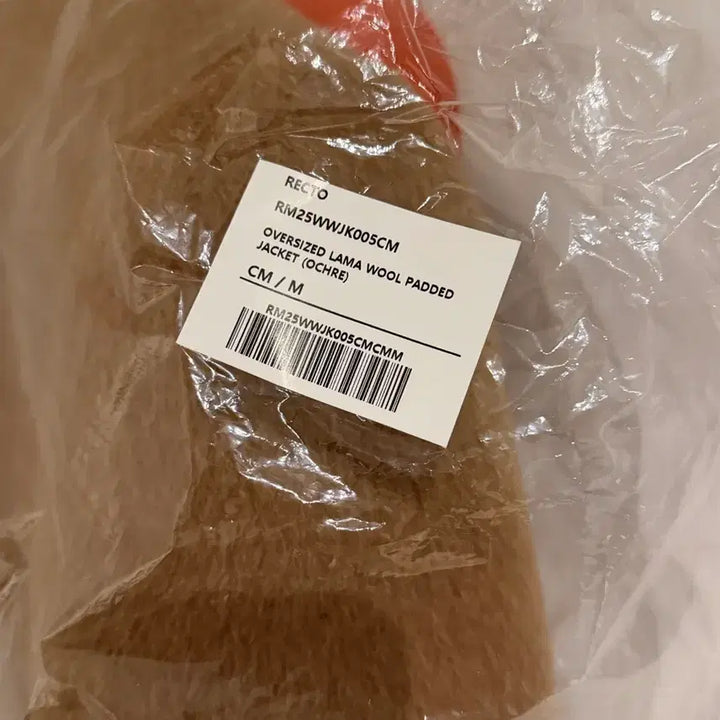 RECTO
RM25WWJK005CM
OVERSIZED LAMA WOOL PADDED
JACKET (OCHRE)
CM / M
RM25WWJK005CMCMM